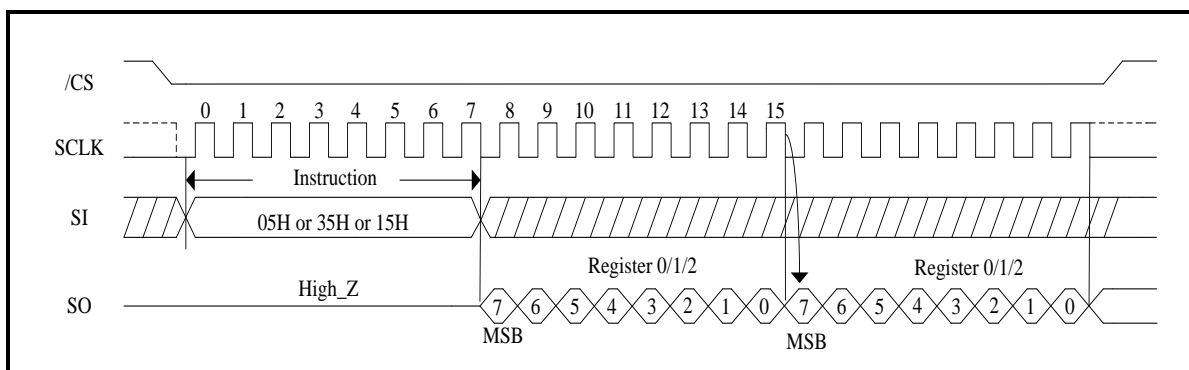 /CS
0 1 2 3 4 5 6 7 8 9 10 11 12 13 14 15
SCLK
Instruction
SI
05H or 35H or 15H
Register 0/1/2 Register 0/1/2
High_Z
SO
7 6 5 4 3 2 1 0 7 6 5 4 3 2 1 0
MSB MSB